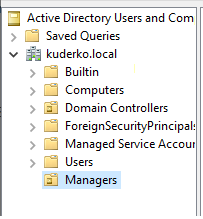 Active Directory Users and Com
Saved Queries
kuderko.local
Builtin
Computers
Domain Controllers
ForeignSecurityPrincipals
Managed Service Accour
Users
Managers